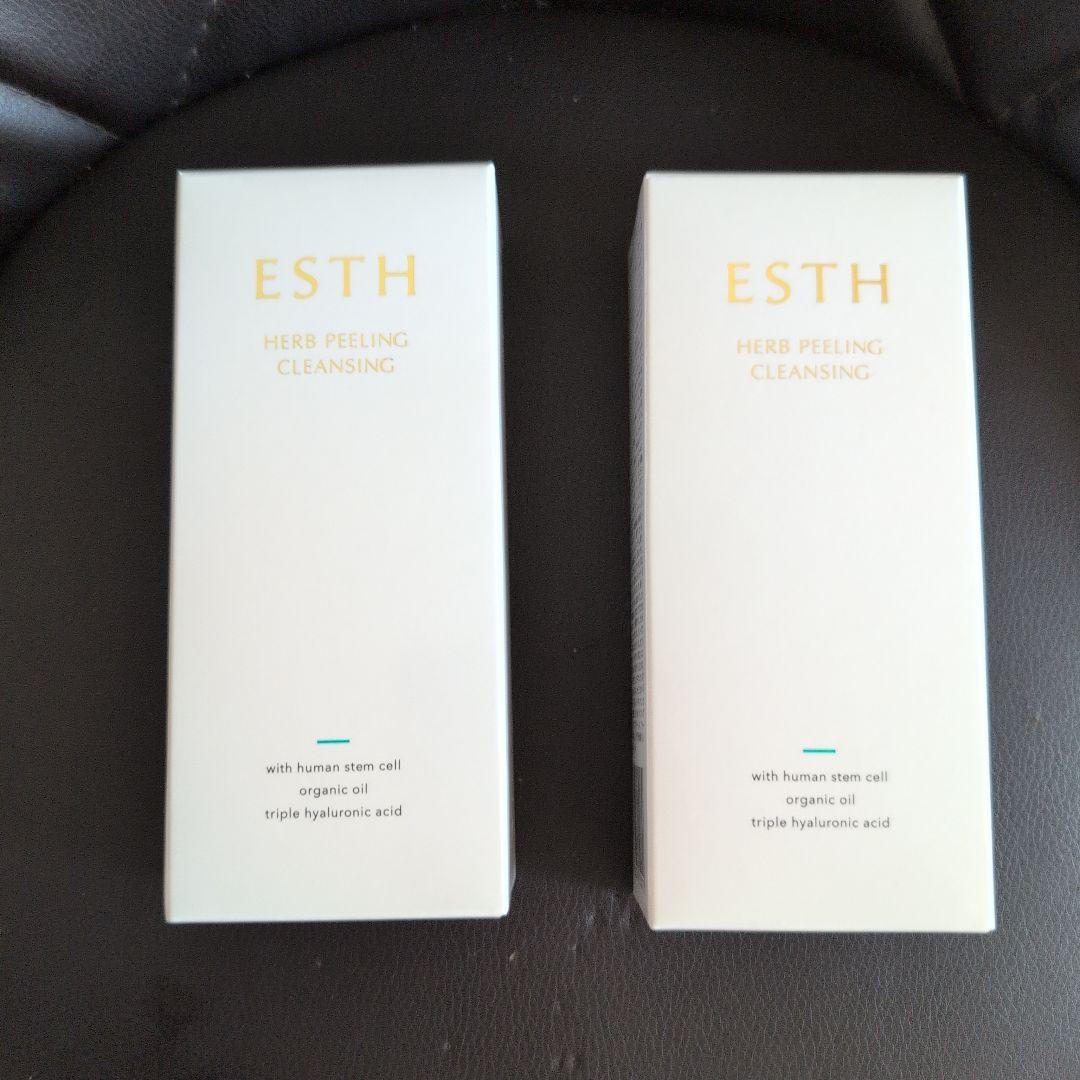 ESTH
HERB PEELING
CLEANSING
with human stem cell
organic oil
triple hyaluronic acid
ESTH
HERB PEELING
CLEANSING
with human stem cell
organic oil
triple hyaluronic acid